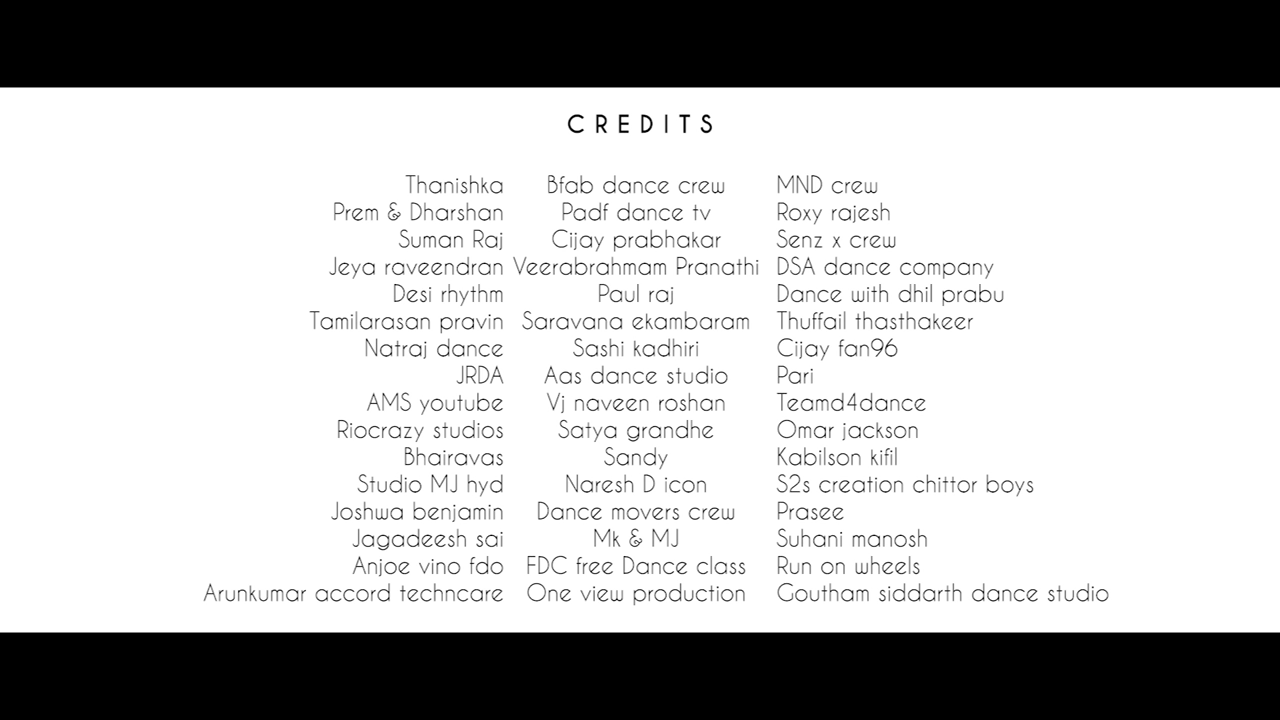 CREDITS
Thanishka Bfab dance crew MND crew
Prem & Dharshan Padf dance tv Roxy rajesh
Suman Raj Cijay prabhakar Senz x crew
Jeya raveendran Veerabrahmam Pranathi DSA dance company
Desi rhythm Paul raj Dance with dhil prabu
Tamilarasan pravin Saravana ekambaram Thuffail thasthakeer
Natraj dance Sashi kadhiri Cijay fan96
JRDA Aas dance studio Pari
AMS youtube Vj naveen roshan Teamd4dance
Riocrazy studios Satya grandhe Omar jackson
Bhairavas Sandy Kabilson kifil
Studio MJ hyd Naresh D icon S2s creation chittor boys
Joshwa benjamin Dance movers crew Prasee
Jagadeesh sai Mk & MJ Suhani manosh
Anjoe vino fdo FDC free Dance class Run on wheels
Arunkumar accord techncare One view production Goutham siddarth dance studio